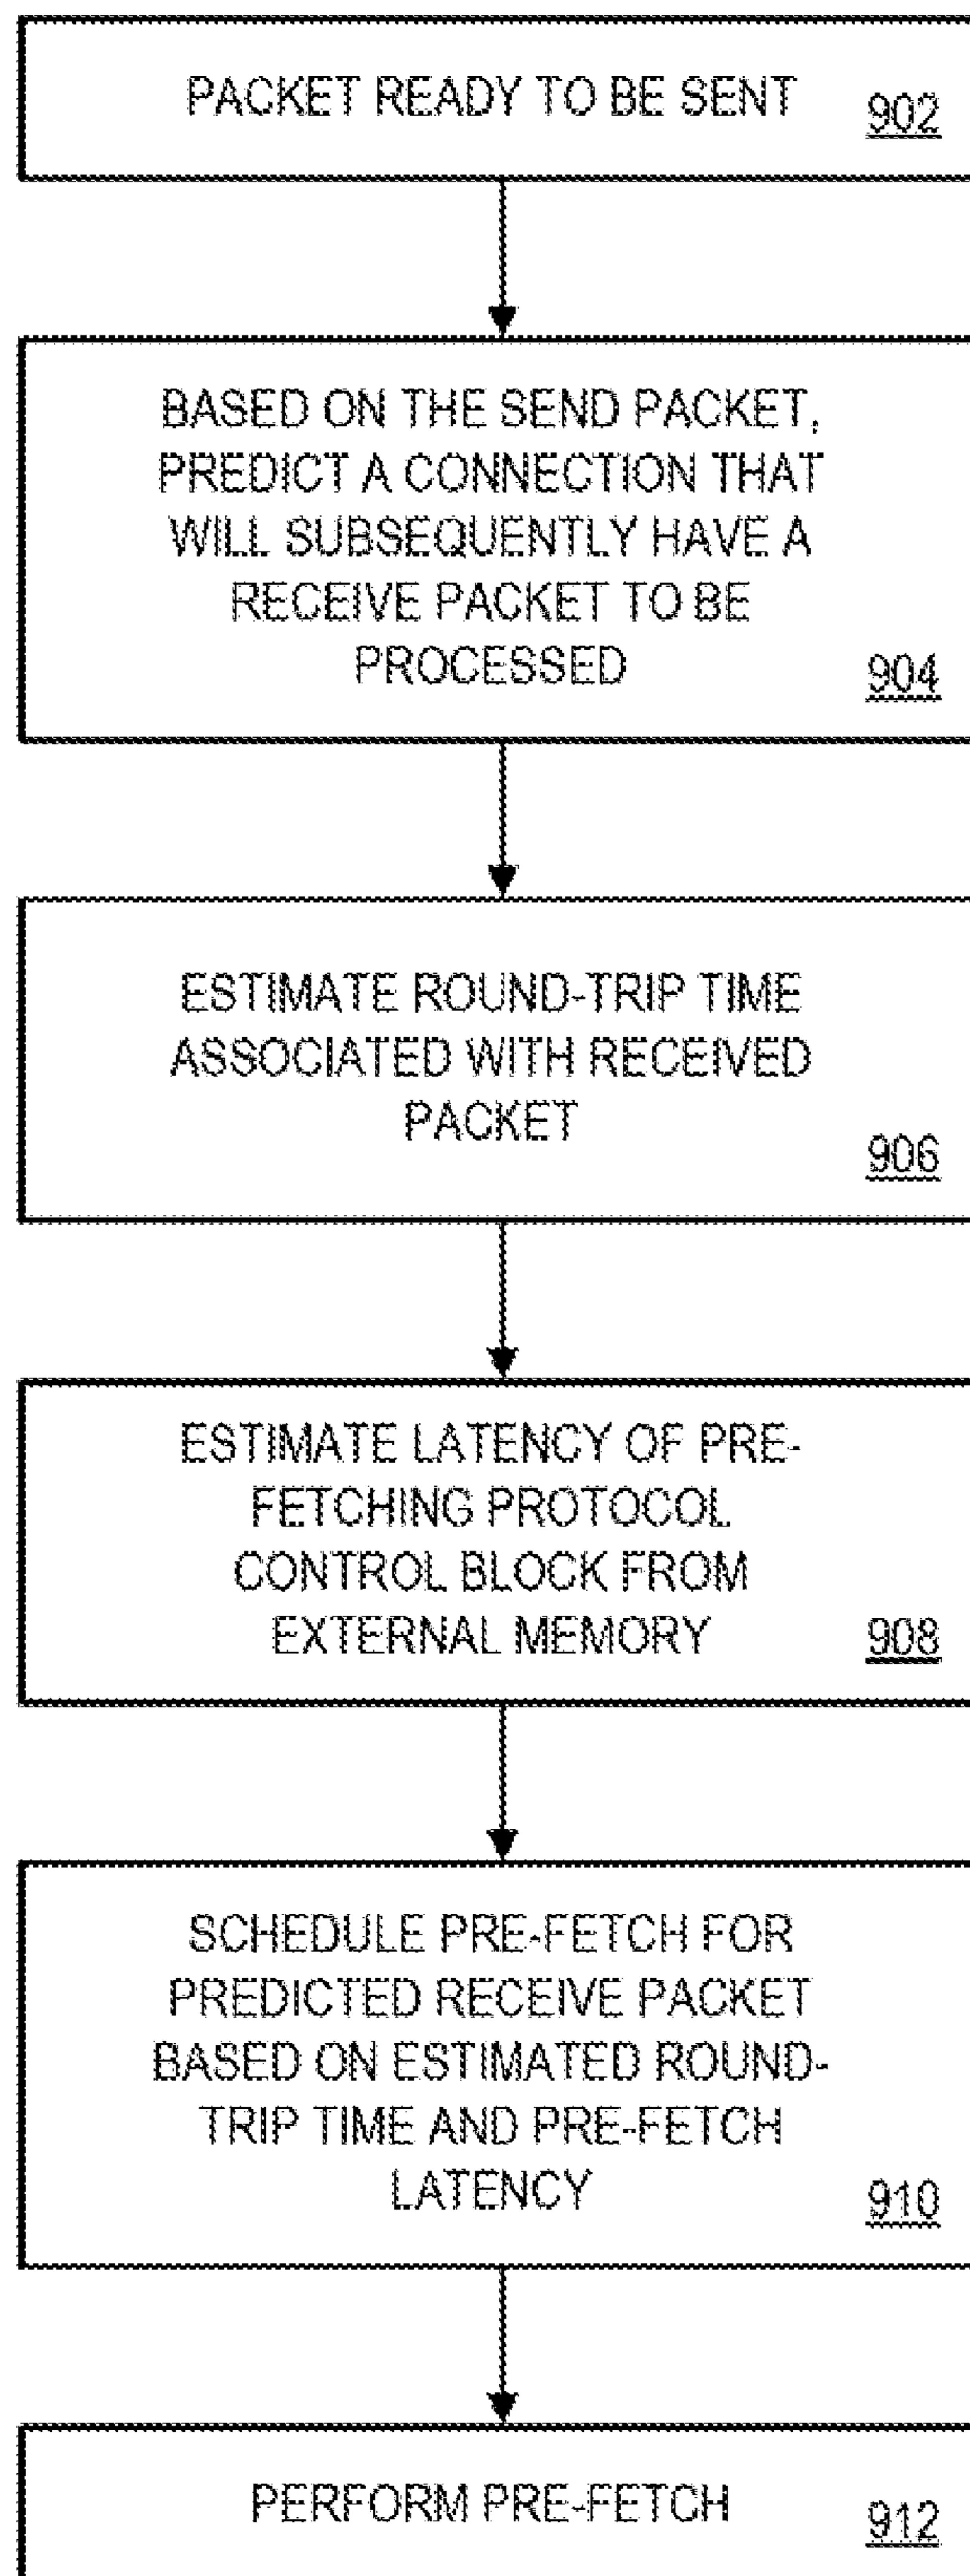 PACKET READY TO BE SENT
902
BASED ON THE SEND PACKET,
PREDICT A CONNECTION THAT
WILL SUBSEQUENTLY HAVE A
RECEIVE PACKET TO BE
PROCESSED
904
ESTIMATE ROUND-TRIP TIME
ASSOCIATED WITH RECEIVED
PACKET
906
ESTIMATE LATENCY OF PRE-
FETCHING PROTOCOL
CONTROL BLOCK FROM
EXTERNAL MEMORY
908
SCHEDULE PRE-FETCH FOR
PREDICTED RECEIVE PACKET
BASED ON ESTIMATED ROUND-
TRIP TIME AND PRE-FETCH
LATENCY
910
PERFORM PRE-FETCH
912